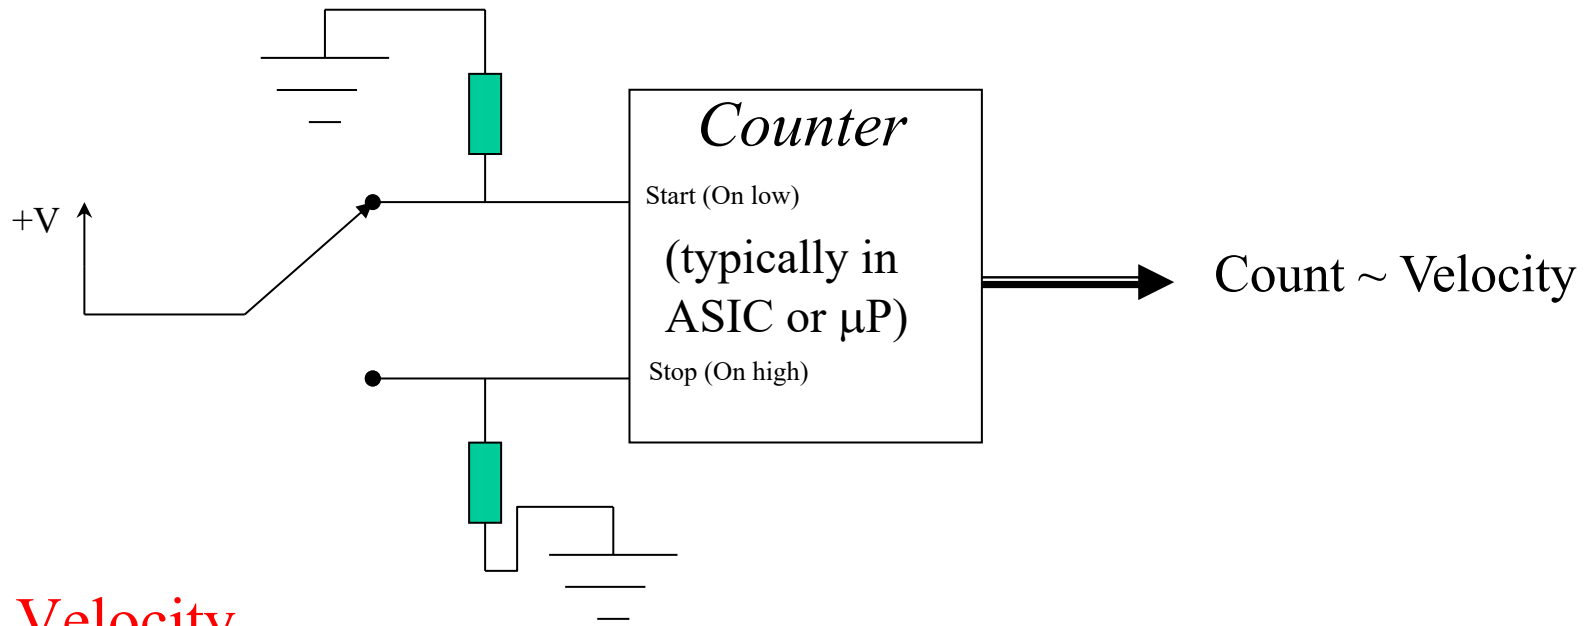 Counter
Start (On low)
+V
(typically in
ASIC or μP)
Count ~ Velocity
Stop (On high)
Velocity